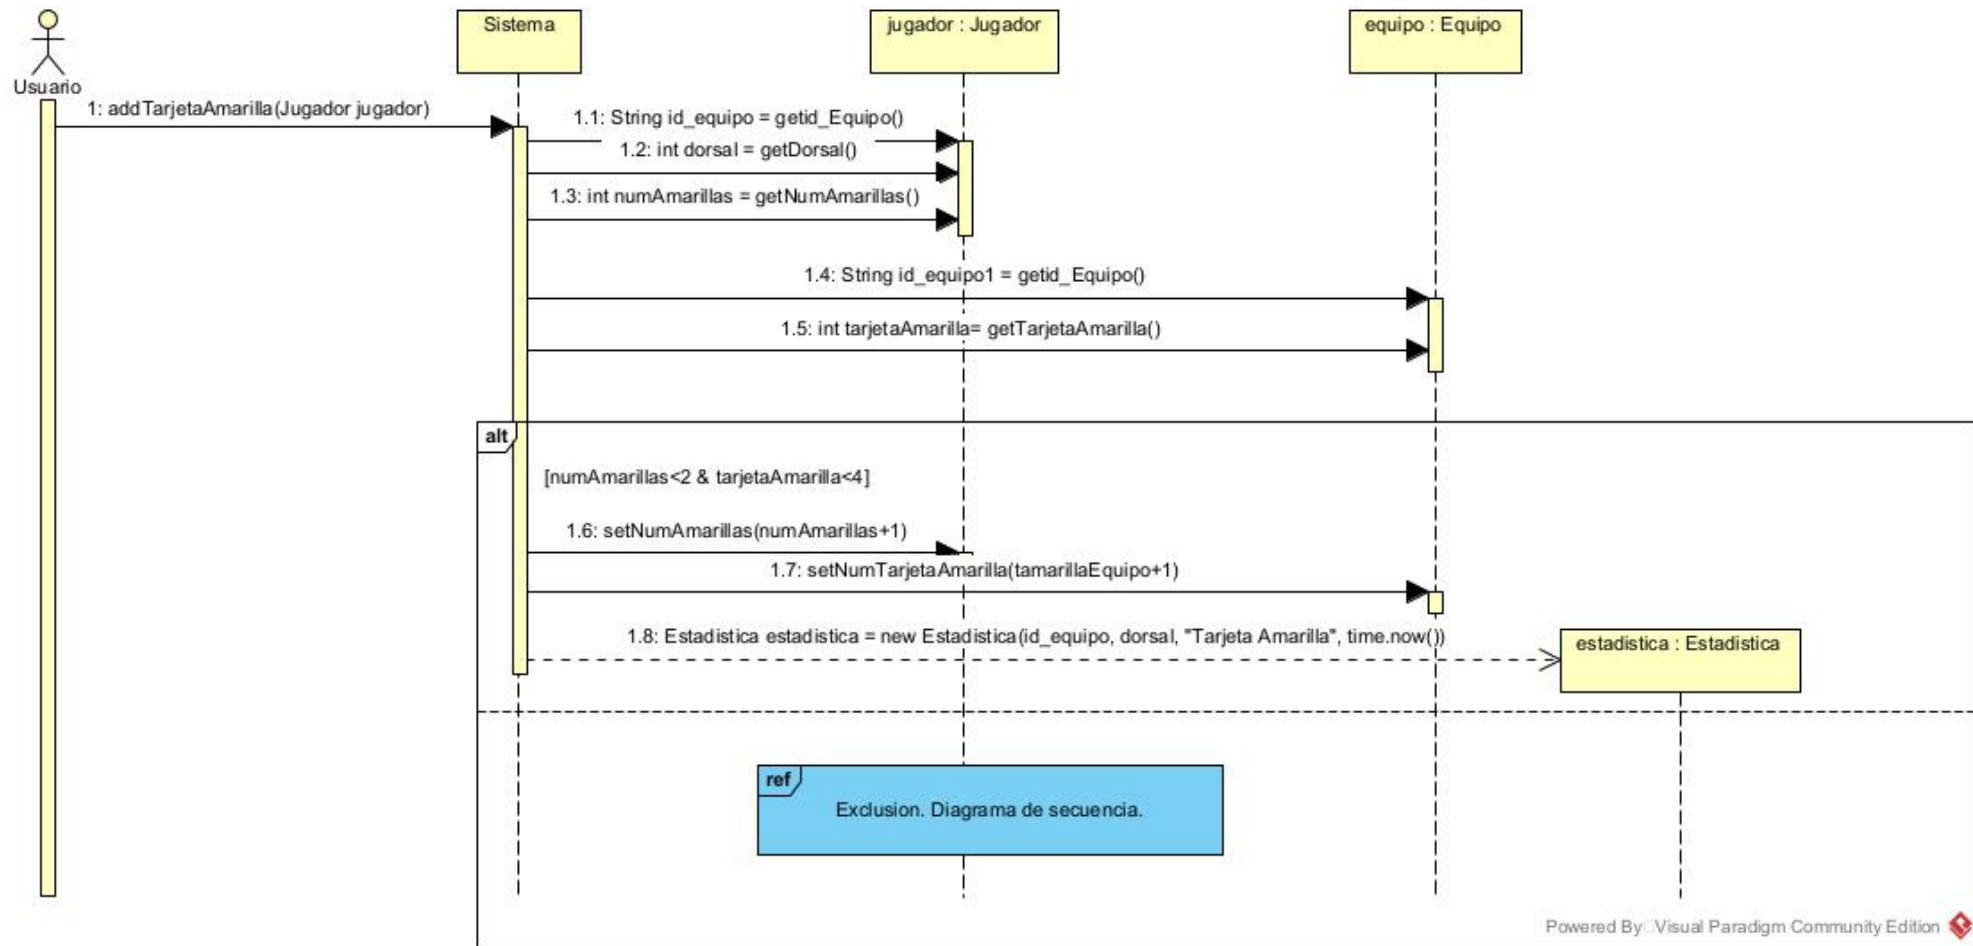 Sistema
jugador : Jugador
equipo : Equipo
Usuario
1: addTarjetaAmarilla(Jugador jugador)
1.1: String id_equipo = getid_Equipo()
1.2: int dorsal = getDorsal()
1.3: int numAmarillas = getNumAmarillas()
1.4: String id_equipo1 = getid_Equipo()
1.5: int tarjetaAmarilla= getTarjetaAmarilla()
alt
[numAmarillas<2 & tarjetaAmarilla<4]
1.6: setNumAmarillas(numAmarillas+1)
1.7: setNumTarjetaAmarilla(tamarillaEquipo+1)
1.8: Estadistica estadistica = new Estadistica(id_equipo, dorsal, "Tarjeta Amarilla", time.now())
estadistica : Estadistica
ref
Exclusion. Diagrama de secuencia.
Powered By Visual Paradigm Community Edition